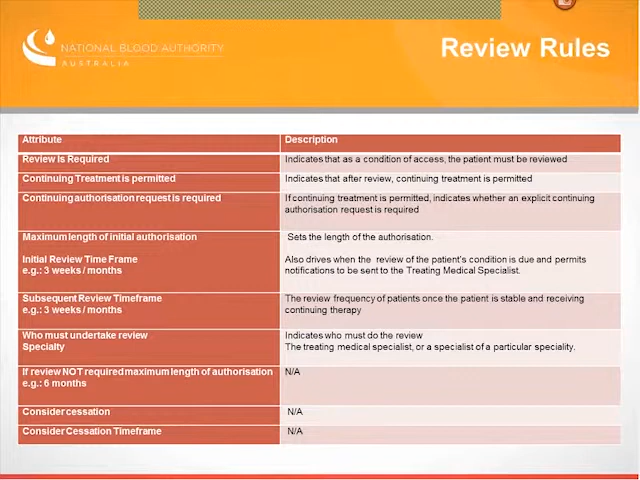 NATIONAL BLOOD AUTHORITY
AUSTRALIA
Review Rules
Attribute
Description
Review Is Required
Indicates that as a condition of access, the patient must be reviewed
Continuing Treatment is permitted
Indicates that after review, continuing treatment is permitted
Continuing authorisation request is required
If continuing treatment is permitted, indicates whether an explicit continuing
authorisation request is required
Maximum length of initial authorisation
Initial Review Time Frame
e.g.: 3 weeks / months
Sets the length of the authorisation.
Also drives when the review of the patient's condition is due and permits
notifications to be sent to the Treating Medical Specialist.
Subsequent Review Timeframe
e.g.: 3 weeks / months
The review frequency of patients once the patient is stable and receiving
continuing therapy
Who must undertake review
Specialty
Indicates who must do the review
The treating medical specialist, or a specialist of a particular speciality.
If review NOT required maximum length of authorisation
e.g.: 6 months
N/A
Consider cessation
N/A
Consider Cessation Timeframe
N/A